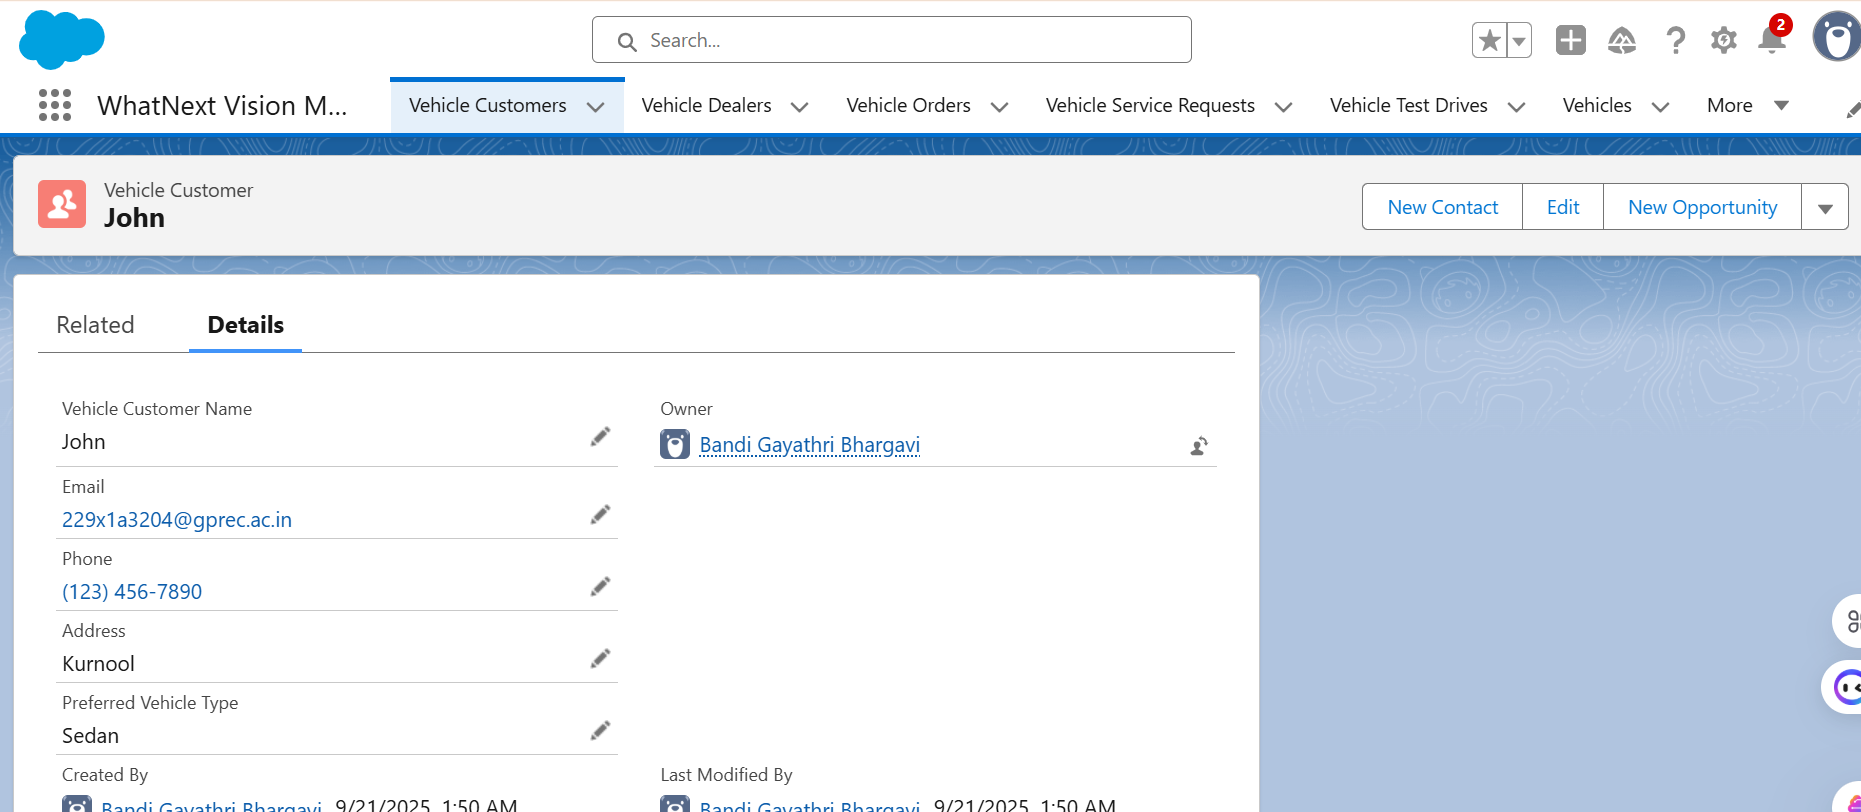 Search...
2
WhatNext Vision M...
Vehicle Customers
Vehicle Dealers
Vehicle Orders
Vehicle Service Requests
Vehicle Test Drives
Vehicles
More
Vehicle Customer
John
New Contact
Edit
New Opportunity
Related
Details
Vehicle Customer Name
John
Owner
Bandi Gayathri Bhargavi
Email
229x1a3204@gprec.ac.in
Phone
(123) 456-7890
Address
Kurnool
Preferred Vehicle Type
Sedan
Created By
Bandi Gayathri Bhargavi, 9/21/2025, 1:50 AM
Last Modified By
Bandi Gayathri Bhargavi, 9/21/2025, 1:50 AM